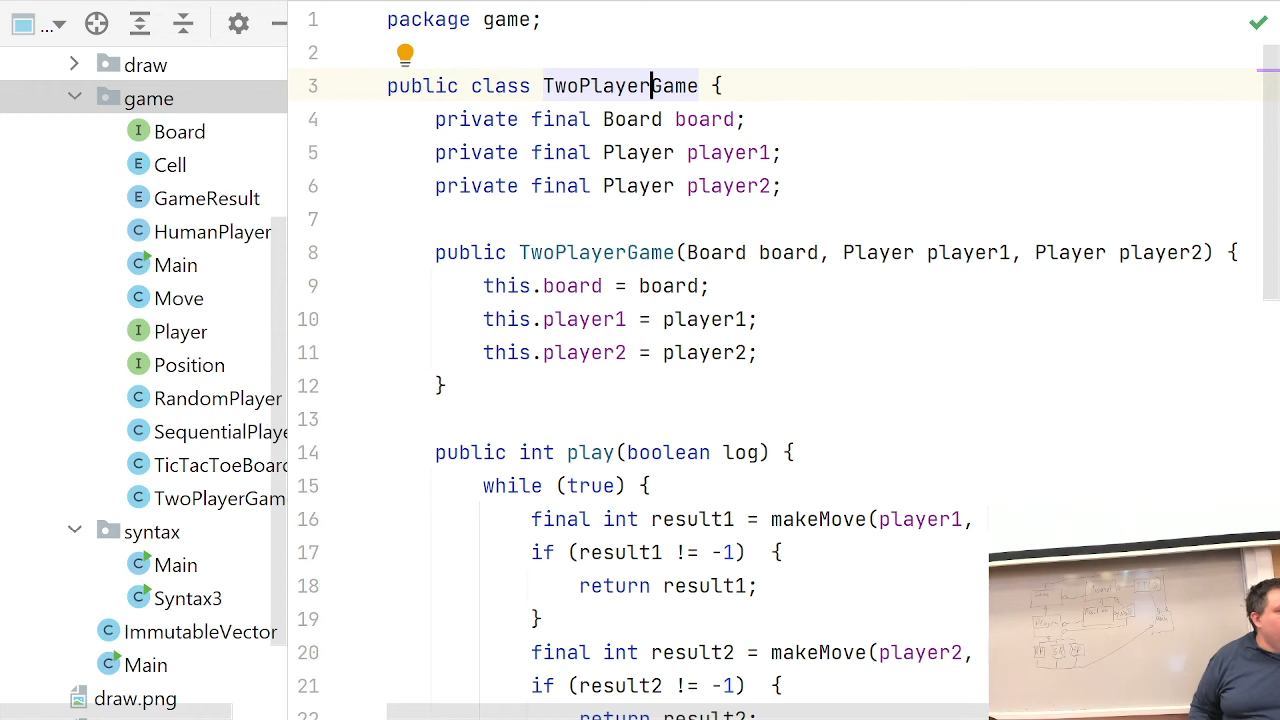 ...
draw
game
Board
Cell
GameResult
HumanPlayer
Main
Move
Player
Position
RandomPlayer
SequentialPlaye
TicTacToeBoard
TwoPlayerGam
syntax
Main
Syntax3
ImmutableVector
Main
draw.png
1 package game;
2
3 public class TwoPlayerGame {
4 private final Board board;
5 private final Player player1;
6 private final Player player2;
7
8 public TwoPlayerGame(Board board, Player player1, Player player2) {
9 this.board = board;
10 this.player1 = player1;
11 this.player2 = player2;
12 }
13
14 public int play(boolean log) {
15 while (true) {
16 final int result1 = makeMove(player1,
17 if (result1 != -1) {
18 return result1;
19 }
20 final int result2 = makeMove(player2,
21 if (result2 != -1) {
22 return result2;